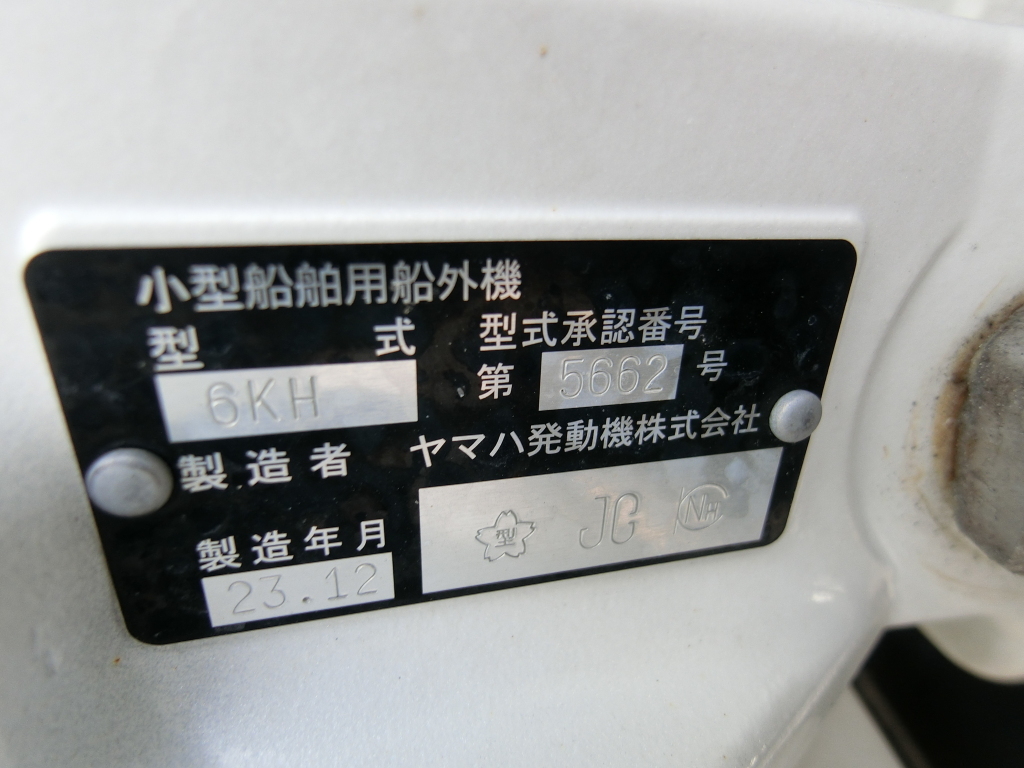 小型船舶用船外機
型式 型式承認番号
6KH 第 5662 号
製造者 ヤマハ発動機株式会社
製造年月 型 JG NH
23.12